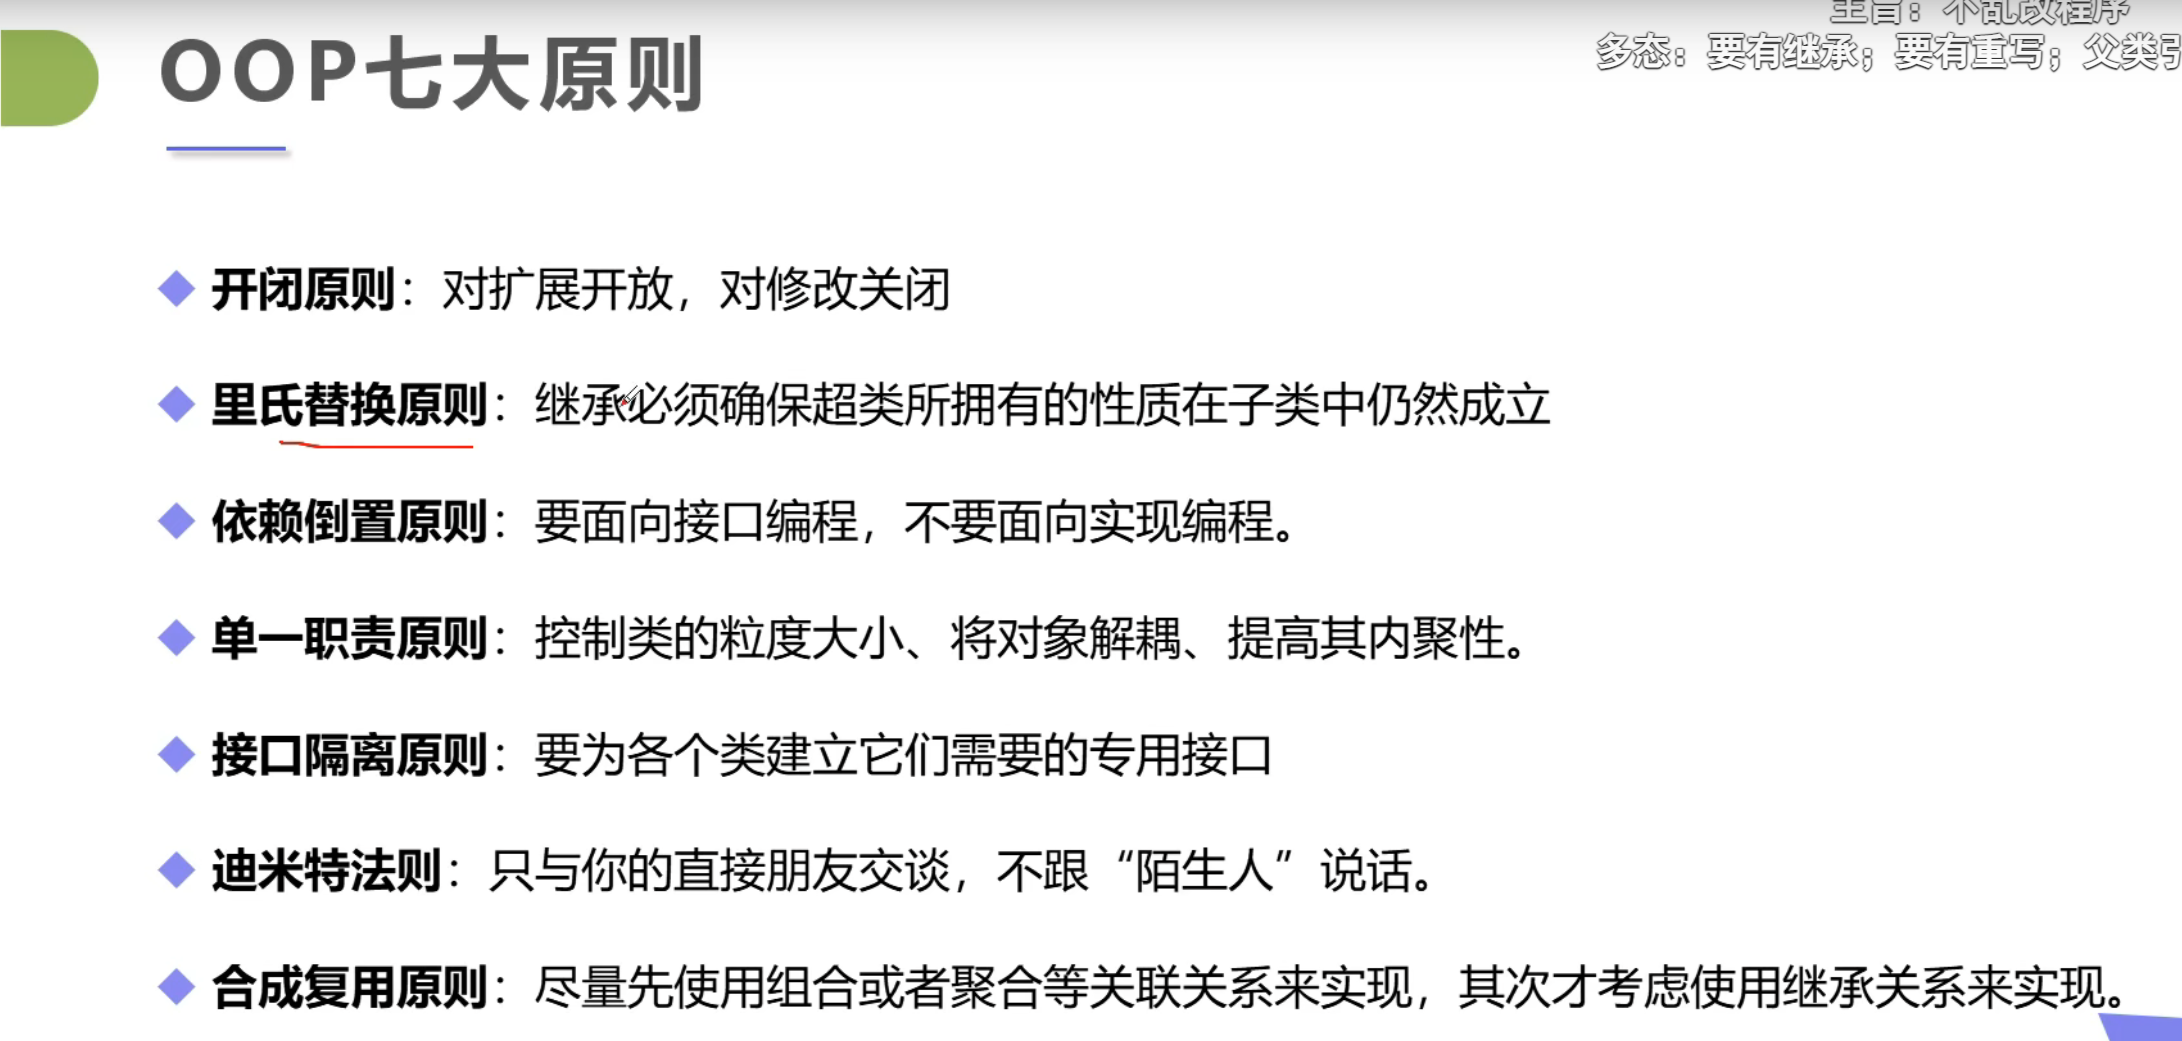 主旨：不乱改程序
多态：要有继承；要有重写；父类引
OOP七大原则
开闭原则：对扩展开放，对修改关闭
里氏替换原则：继承必须确保超类所拥有的性质在子类中仍然成立
依赖倒置原则：要面向接口编程，不要面向实现编程。
单一职责原则：控制类的粒度大小、将对象解耦、提高其内聚性。
接口隔离原则：要为各个类建立它们需要的专用接口
迪米特法则：只与你的直接朋友交谈，不跟“陌生人”说话。
合成复用原则：尽量先使用组合或者聚合等关联关系来实现，其次才考虑使用继承关系来实现。